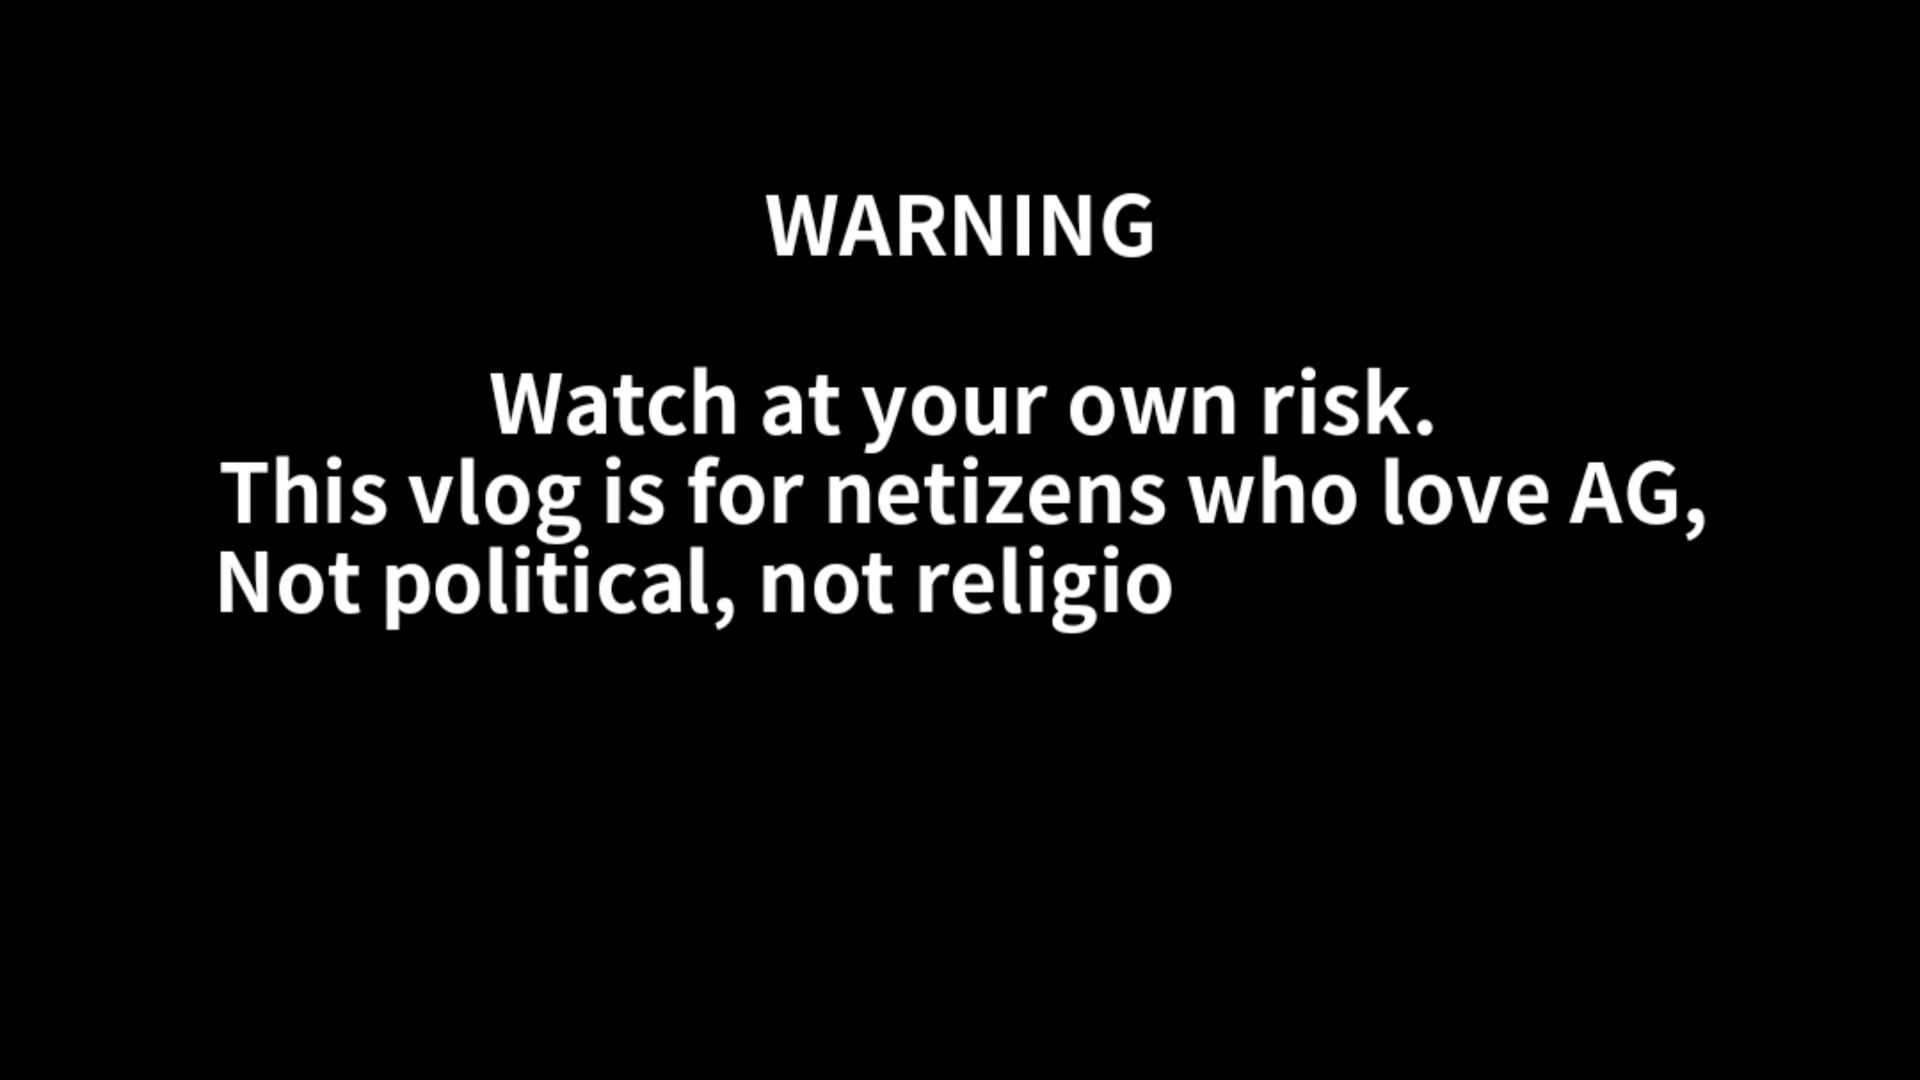 WARNING
Watch at your own risk.
This vlog is for netizens who love AG,
Not political, not religio